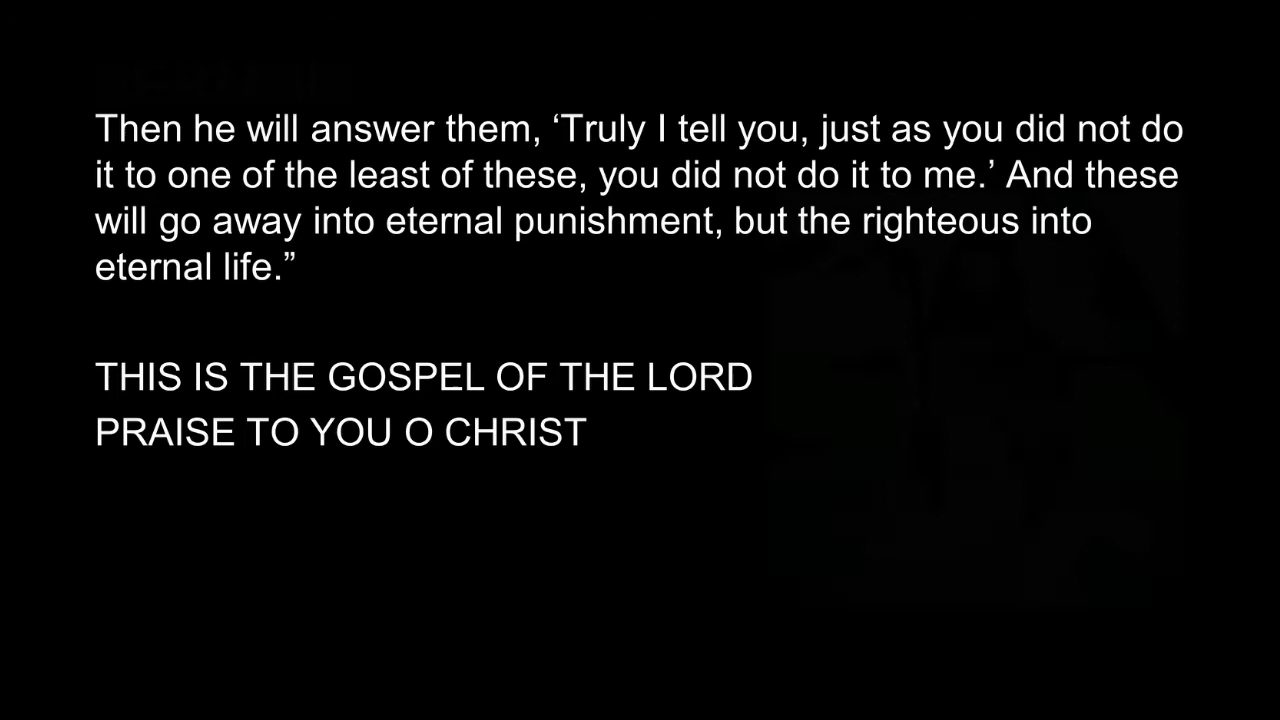 Then he will answer them, ‘Truly I tell you, just as you did not do
it to one of the least of these, you did not do it to me.’ And these
will go away into eternal punishment, but the righteous into
eternal life.”
THIS IS THE GOSPEL OF THE LORD
PRAISE TO YOU O CHRIST